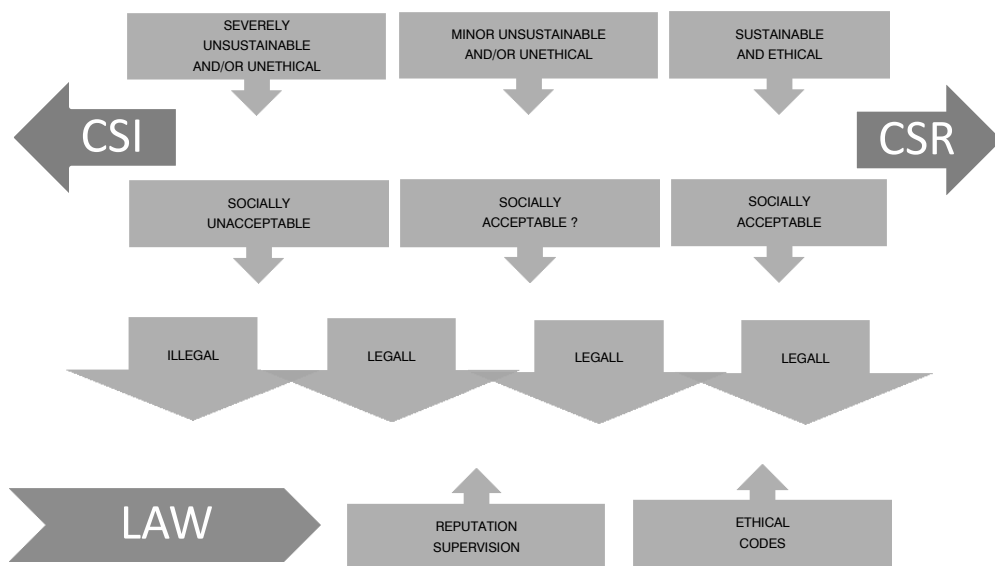 SEVERELY
UNSUSTAINABLE
AND/OR UNETHICAL
MINOR UNSUSTAINABLE
AND/OR UNETHICAL
SUSTAINABLE
AND ETHICAL
CSI
CSR
SOCIALLY
UNACCEPTABLE
SOCIALLY
ACCEPTABLE ?
SOCIALLY
ACCEPTABLE
ILLEGAL
LEGALL
LEGALL
LEGALL
LAW
REPUTATION
SUPERVISION
ETHICAL
CODES